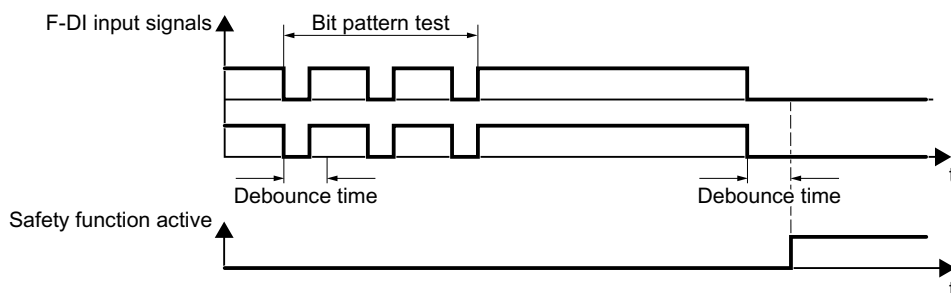 F-DI input signals
Bit pattern test
t
Debounce time
Debounce time
Safety function active
t